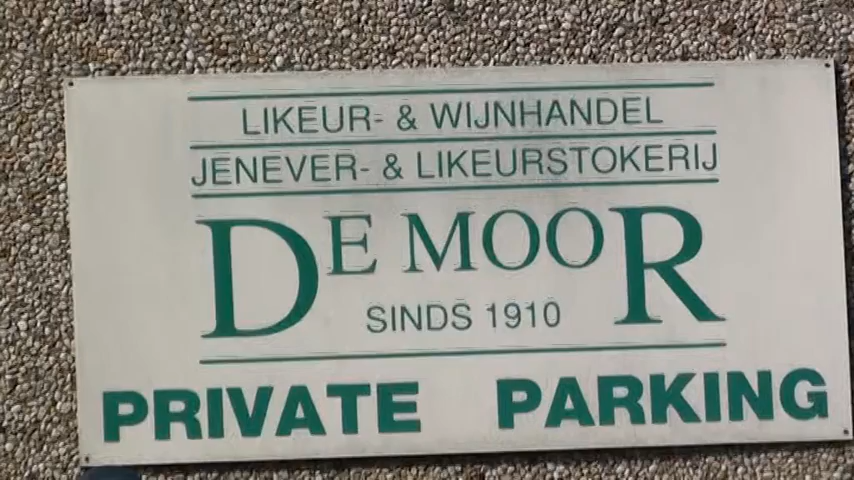 LIKEUR- & WIJNHANDEL
JENEVER- & LIKEURSTOKERIJ
DE MOOR
SINDS 1910
PRIVATE PARKING